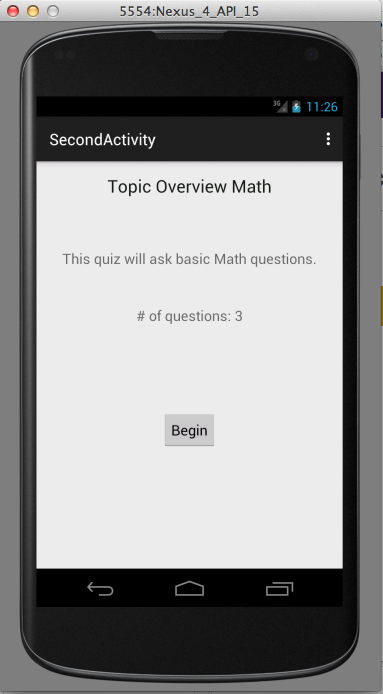 5554:Nexus_4_API_15
3G 11:26
SecondActivity
Topic Overview Math
This quiz will ask basic Math questions.
# of questions: 3
Begin